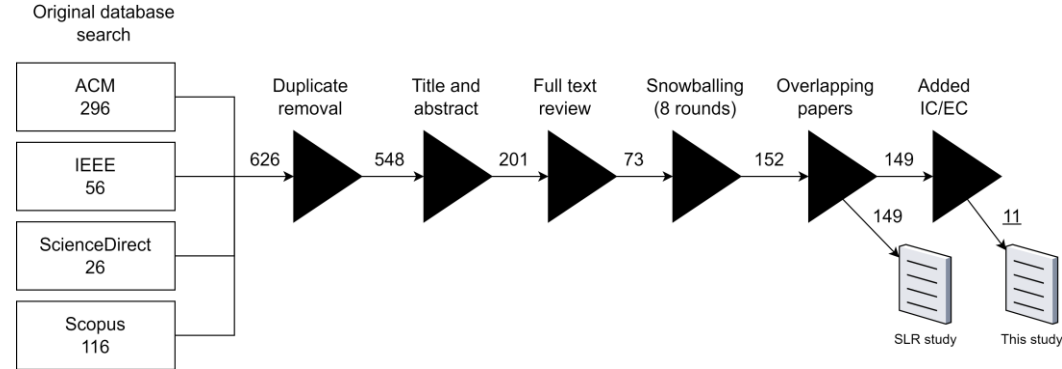 Original database
search
ACM
296
IEEE
56
ScienceDirect
26
Scopus
116
626
Duplicate
removal
548
Title and
abstract
201
Full text
review
73
Snowballing
(8 rounds)
152
Overlapping
papers
149
149
SLR study
Added
IC/EC
11
This study